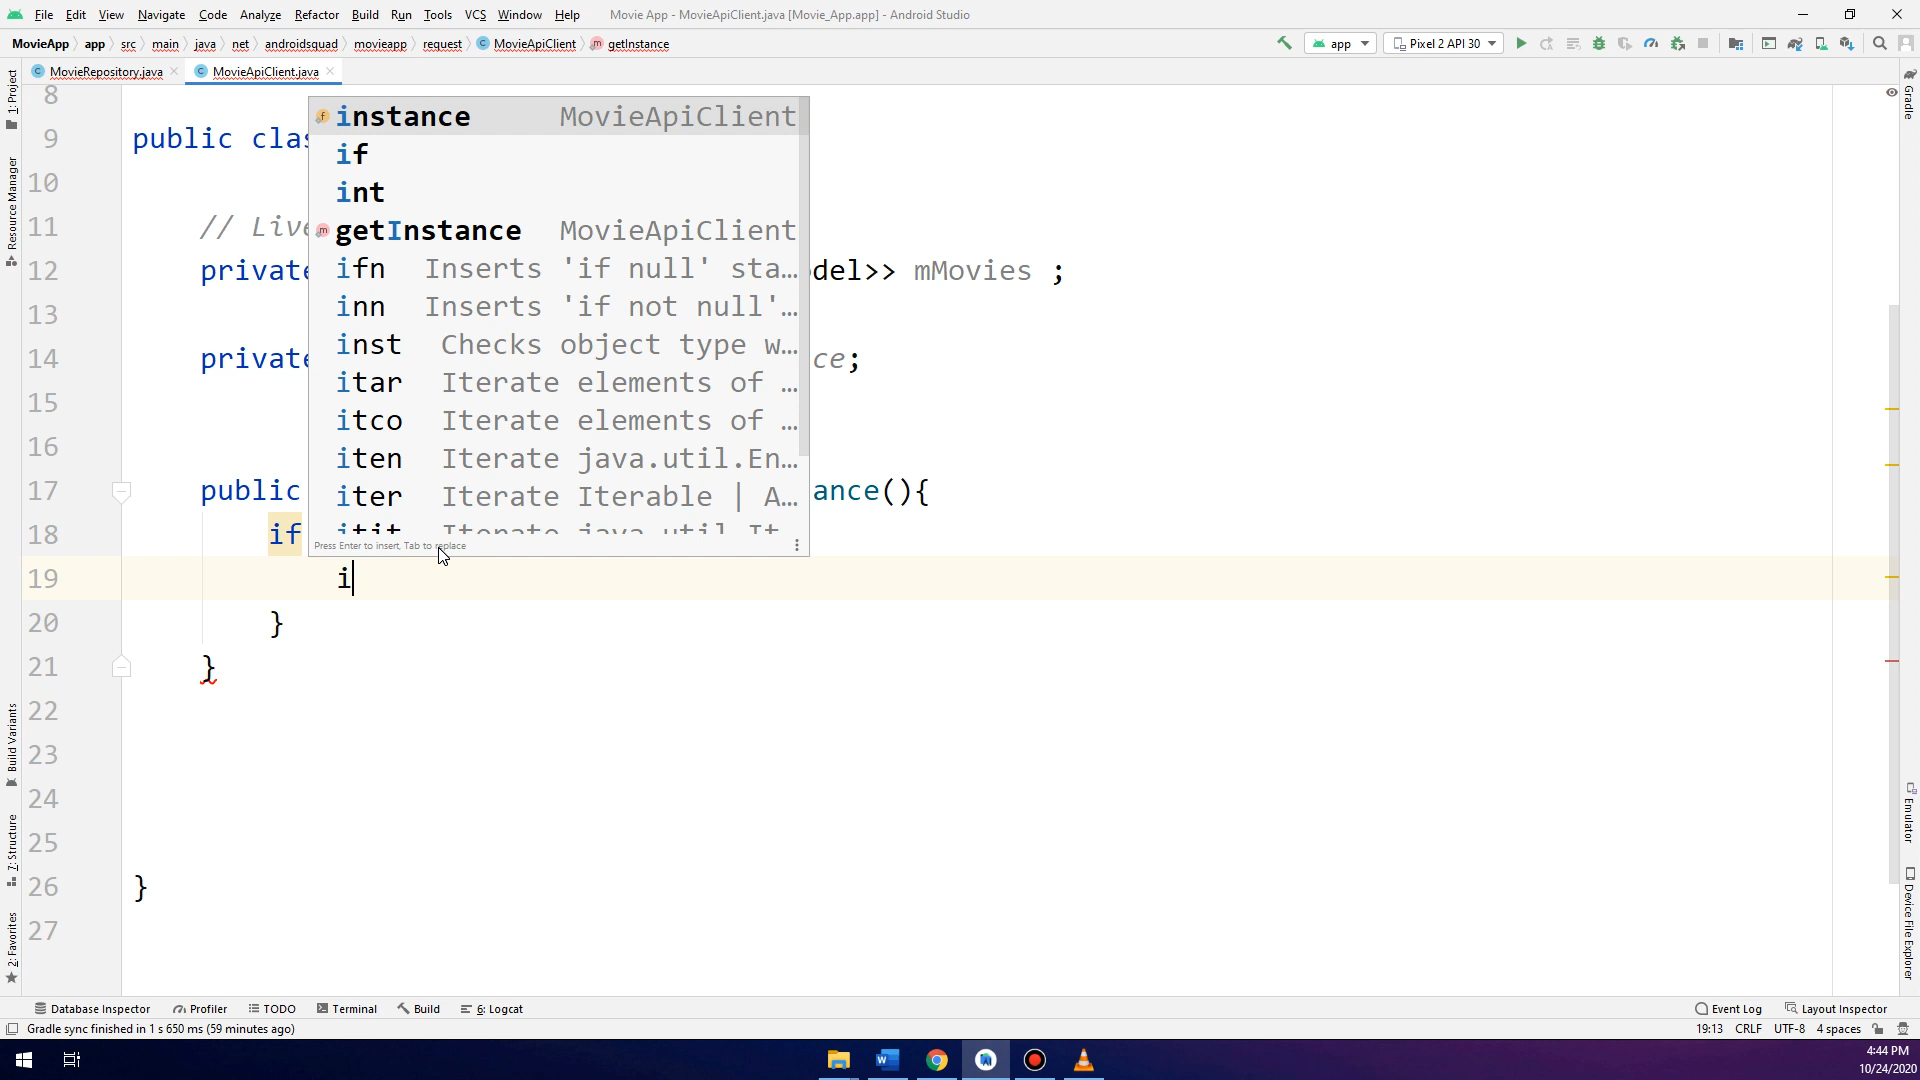 File Edit View Navigate Code Analyze Refactor Build Run Tools VCS Window Help Movie App - MovieApiClient.java [Movie_App.app] - Android Studio
MovieApp app src main java net androidsquad movieapp request MovieApiClient getInstance app Pixel 2 API 30
MovieRepository.java MovieApiClient.java
1: Project
Resource Manager
Build Variants
7: Structure
2: Favorites
Gradle
Emulator
Device File Explorer
8
9 public clas
10
11 // Live
12 private del>> mMovies ;
13
14 private ce;
15
16
17 public ance(){
18 if
19 i
20 }
21 }
22
23
24
25
26 }
27
instance MovieApiClient
if
int
getInstance MovieApiClient
ifn Inserts 'if null' sta...
inn Inserts 'if not null'...
inst Checks object type w...
itar Iterate elements of ...
itco Iterate elements of ...
iten Iterate java.util.En...
iter Iterate Iterable | A...
itit Iterate java.util.It...
Press Enter to insert, Tab to replace
Database Inspector Profiler TODO Terminal Build 6: Logcat Event Log Layout Inspector
Gradle sync finished in 1 s 650 ms (59 minutes ago) 19:13 CRLF UTF-8 4 spaces
4:44 PM
10/24/2020